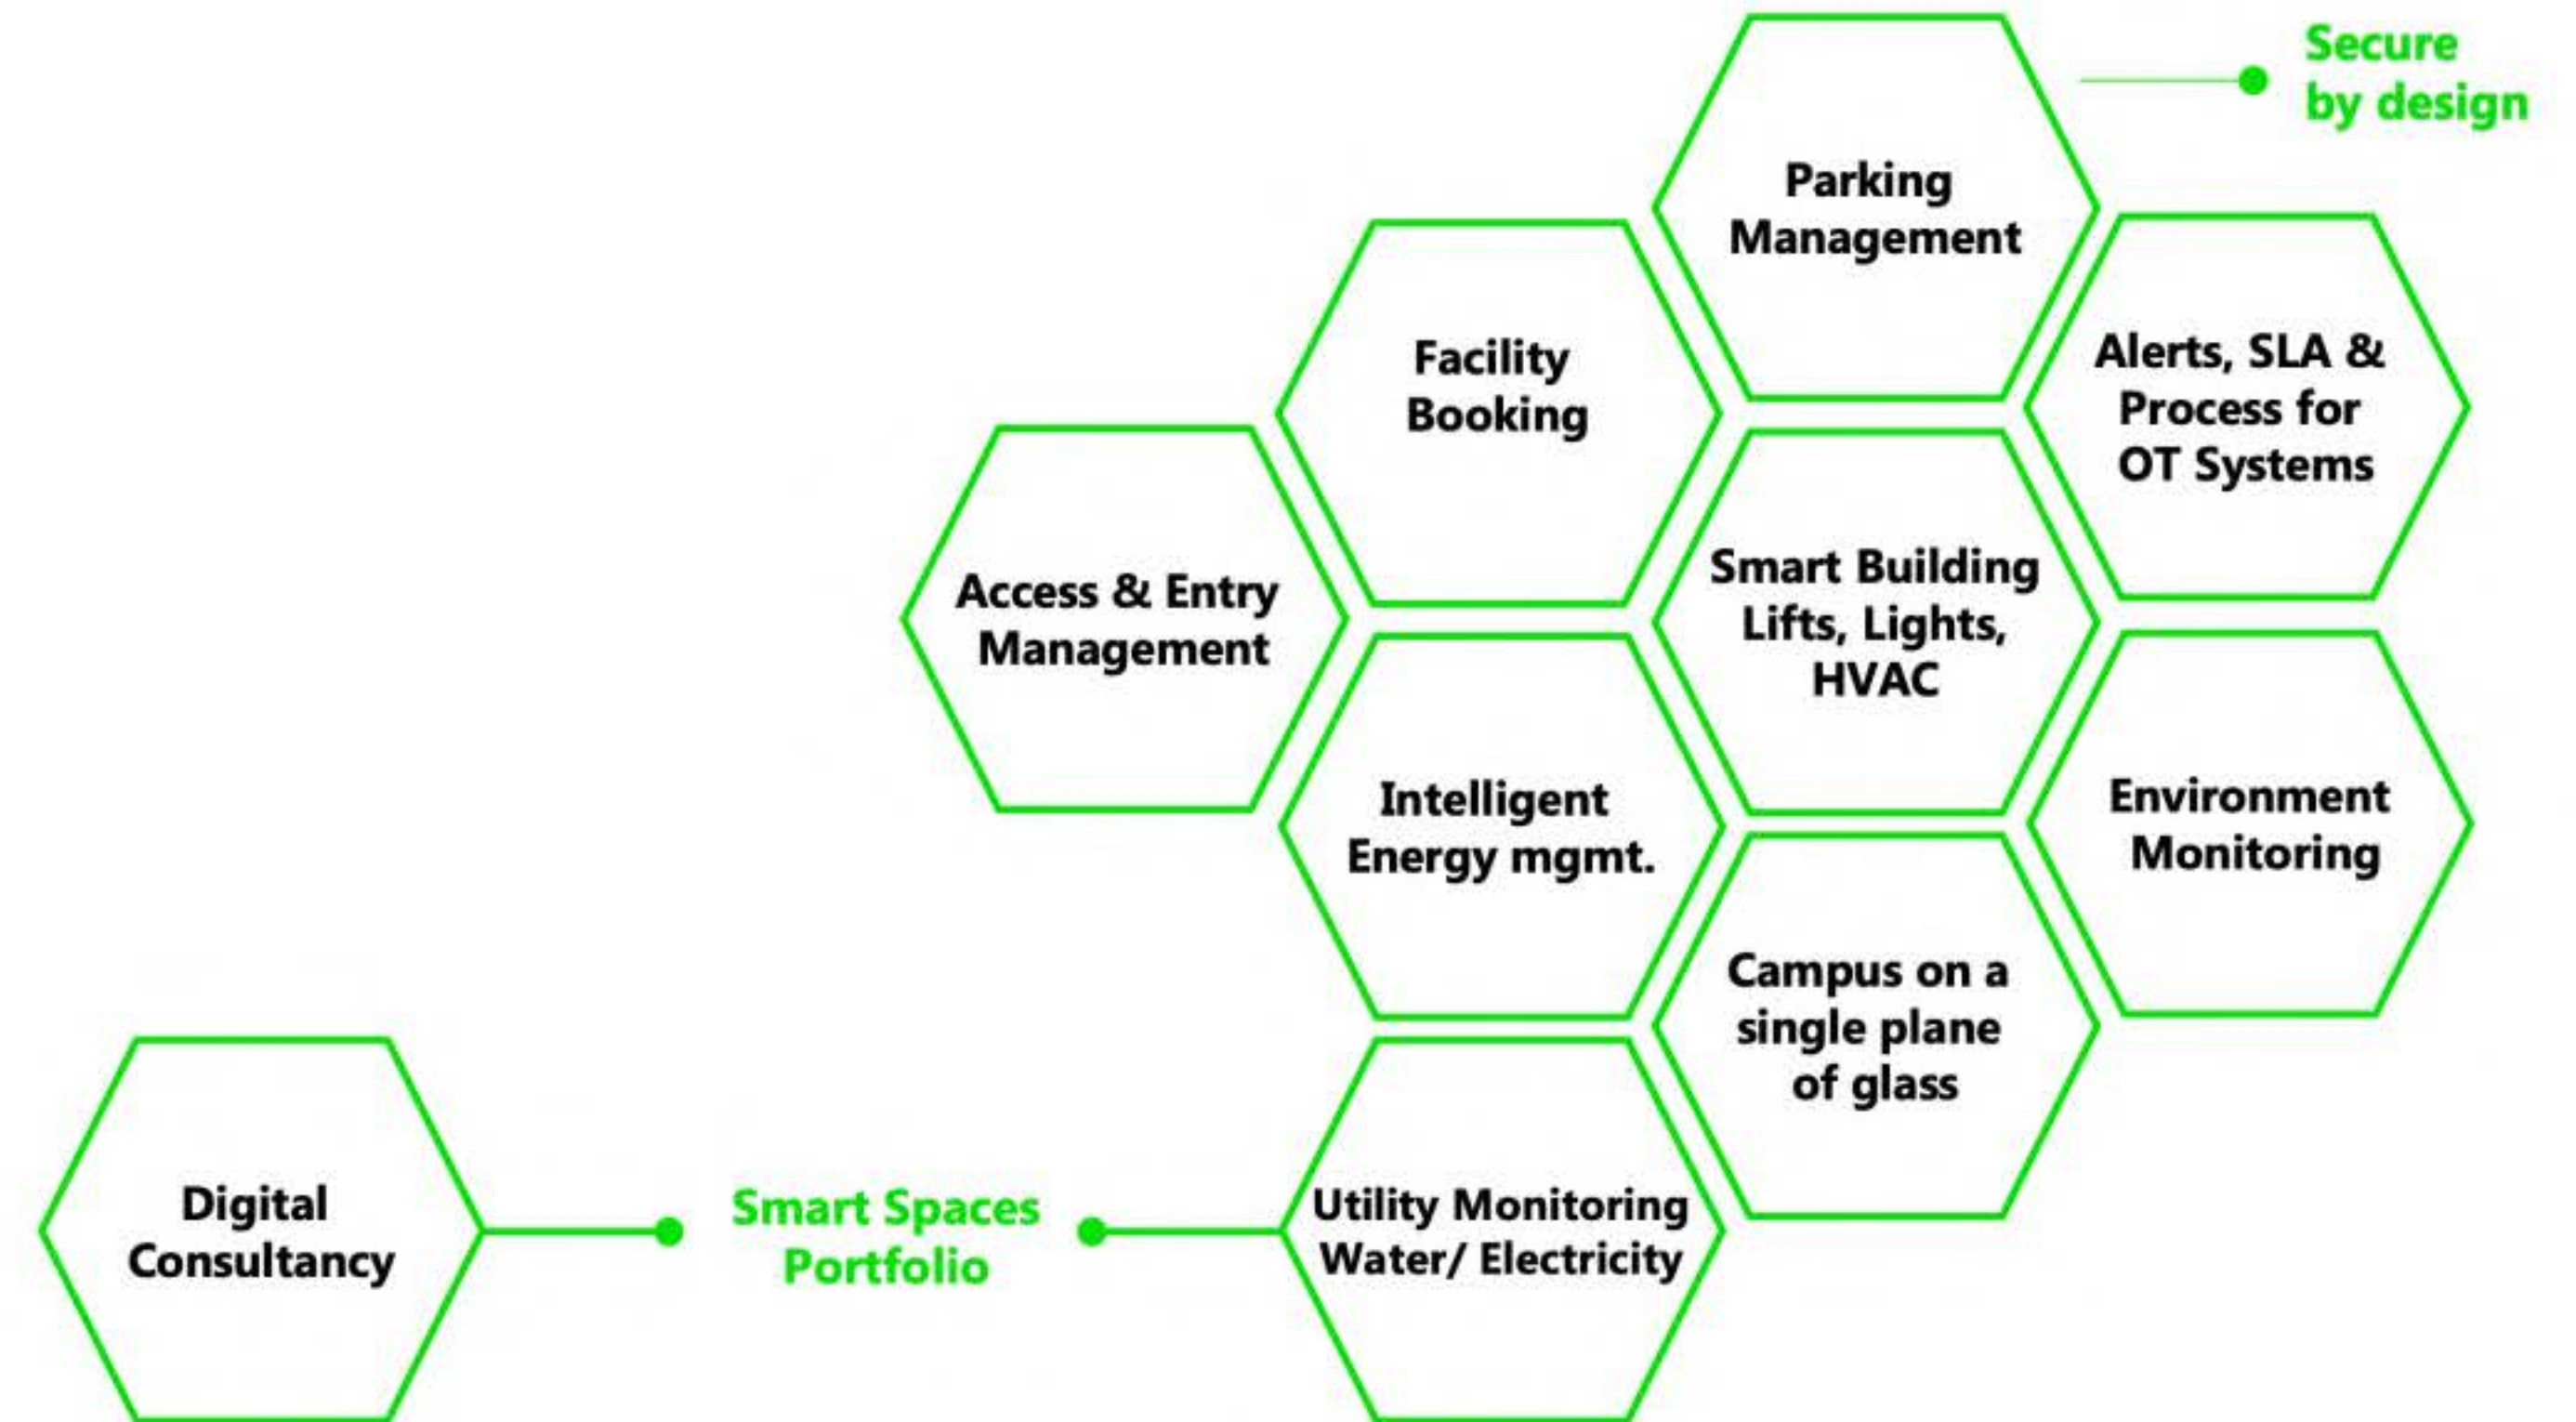 Secure
by design
Parking
Management
Facility
Booking
Alerts, SLA &
Process for
OT Systems
Access & Entry
Management
Smart Building
Lifts, Lights,
HVAC
Intelligent
Energy mgmt.
Environment
Monitoring
Campus on a
single plane
of glass
Digital
Consultancy
Smart Spaces
Portfolio
Utility Monitoring
Water/ Electricity